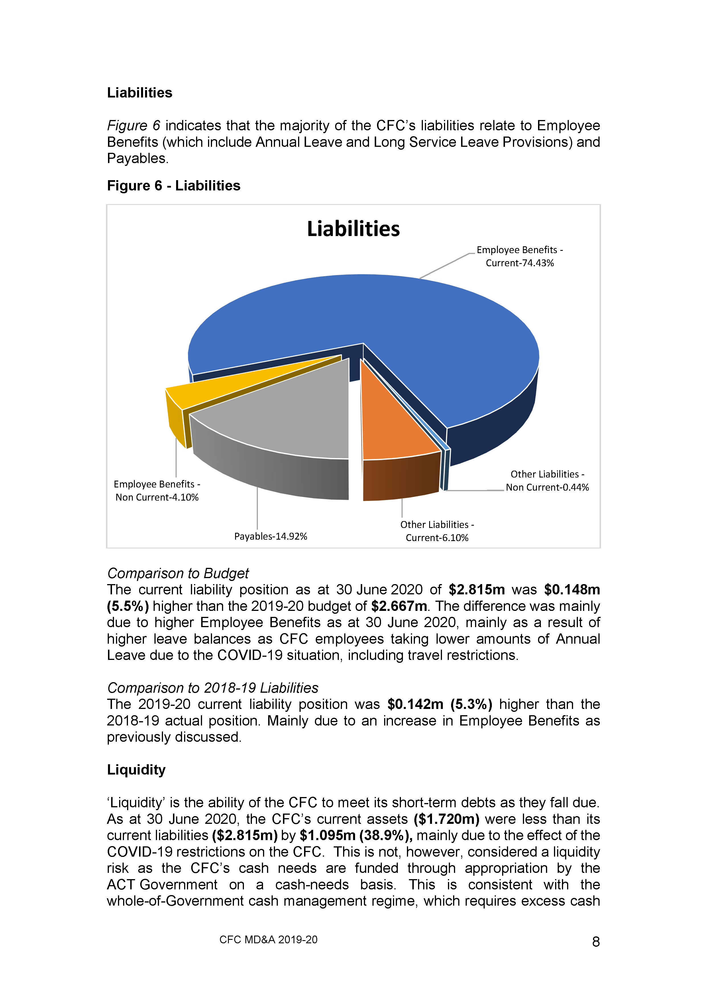 Liabilities
Figure 6 indicates that the majority of the CFC’s liabilities relate to Employee
Benefits (which include Annual Leave and Long Service Leave Provisions) and
Payables.
Figure 6 - Liabilities
Liabilities
Employee Benefits -
Current-74.43%
Other Liabilities -
Non Current-0.44%
Employee Benefits -
Non Current-4.10%
Other Liabilities -
Current-6.10%
Payables-14.92%
Comparison to Budget
The current liability position as at 30 June 2020 of $2.815m was $0.148m
(5.5%) higher than the 2019-20 budget of $2.667m. The difference was mainly
due to higher Employee Benefits as at 30 June 2020, mainly as a result of
higher leave balances as CFC employees taking lower amounts of Annual
Leave due to the COVID-19 situation, including travel restrictions.
Comparison to 2018-19 Liabilities
The 2019-20 current liability position was $0.142m (5.3%) higher than the
2018-19 actual position. Mainly due to an increase in Employee Benefits as
previously discussed.
Liquidity
‘Liquidity’ is the ability of the CFC to meet its short-term debts as they fall due.
As at 30 June 2020, the CFC’s current assets ($1.720m) were less than its
current liabilities ($2.815m) by $1.095m (38.9%), mainly due to the effect of the
COVID-19 restrictions on the CFC. This is not, however, considered a liquidity
risk as the CFC’s cash needs are funded through appropriation by the
ACT Government on a cash-needs basis. This is consistent with the
whole-of-Government cash management regime, which requires excess cash
CFC MD&A 2019-20
8